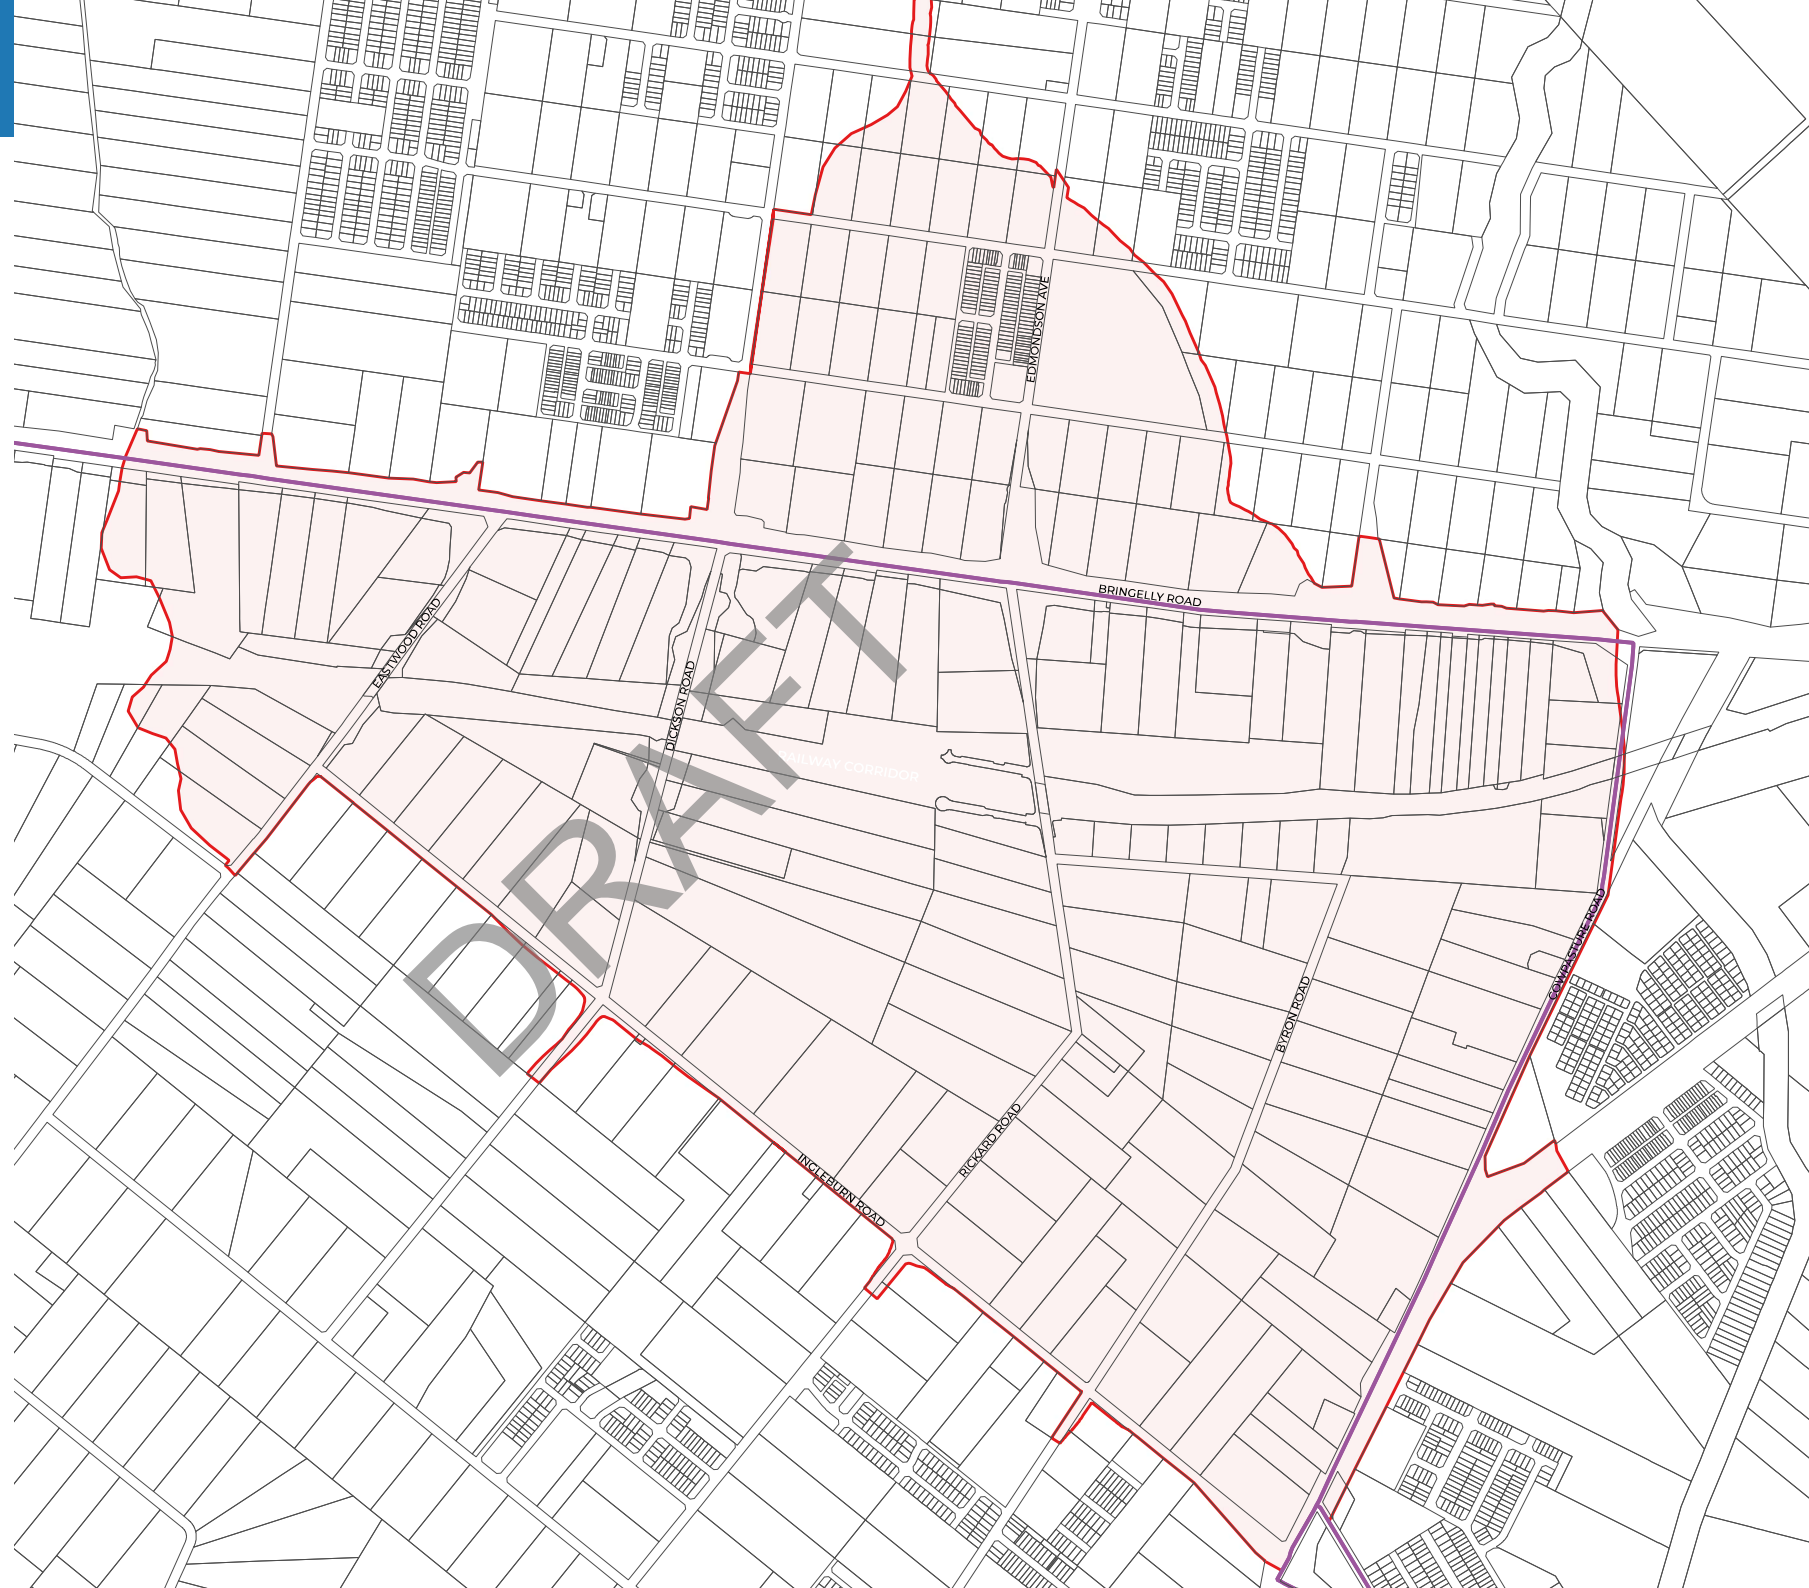 EDMONDSON AVE
BRINGELLY ROAD
EASTWOOD ROAD
DICKSON ROAD
RAILWAY CORRIDOR
DRAFT
COWPASTURE ROAD
BYRON ROAD
RICKARD ROAD
INGLEBURN ROAD